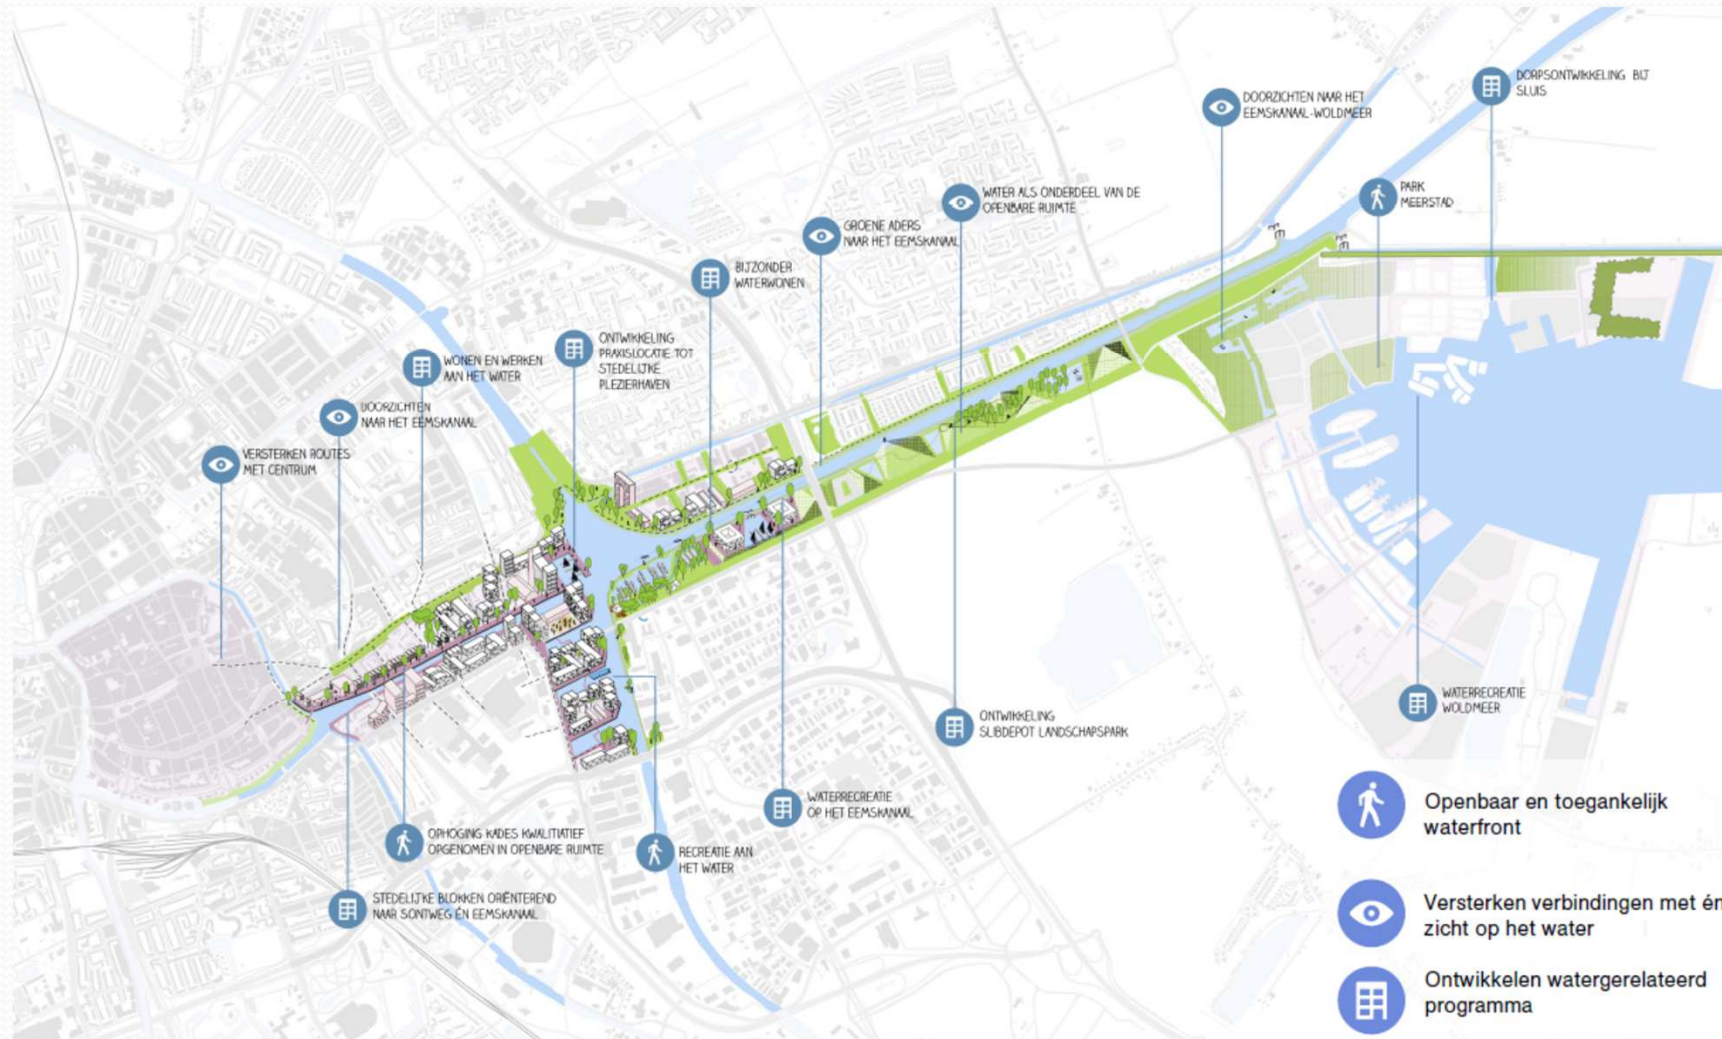 DORPSONTWIKKELING BIJ
SLUIS
DOORZICHTEN NAAR HET
EEMSKANAAL-WOLDMEER
PARK
MEERSTAD
WATER ALS ONDERDEEL VAN DE
OPENBARE RUIMTE
GROENE ADERS
NAAR HET EEMSKANAAL
BIJZONDER
WATERWONEN
ONTWIKKELING
PRAXISLOCATIE TOT
STEDELIJKE
PLEZIERHAVEN
WONEN EN WERKEN
AAN HET WATER
DOORZICHTEN
NAAR HET EEMSKANAAL
VERSTERKEN ROUTES
MET CENTRUM
WATERRECREATIE
WOLDMEER
ONTWIKKELING
SLIBDEPOT LANDSCHAPSPARK
WATERRECREATIE
OP HET EEMSKANAAL
OPHOGING KADES KWALITIATIEF
OPGENOMEN IN OPENBARE RUIMTE
RECREATIE AAN
HET WATER
STEDELIJKE BLOKKEN ORIËNTEREND
NAAR SONTWEG ÉN EEMSKANAAL
Openbaar en toegankelijk
waterfront
Versterken verbindingen met én
zicht op het water
Ontwikkelen watergerelateerd
programma